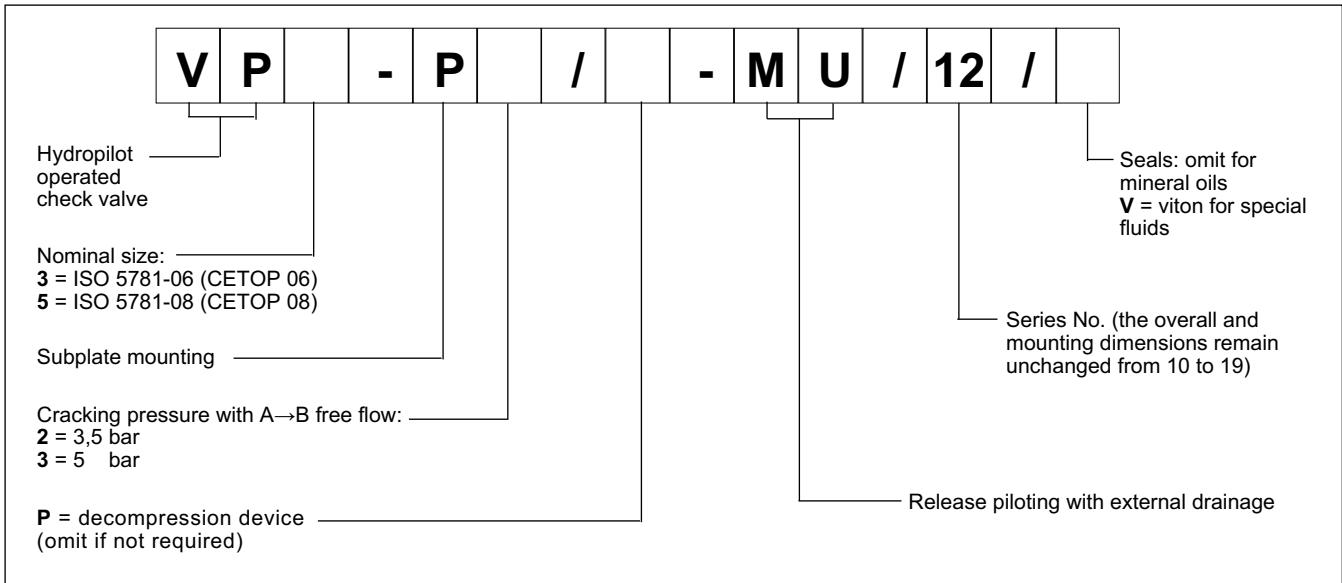 VP - P / - MU / 12 /
Hydropilot
operated
check valve
Nominal size:
3 = ISO 5781-06 (CETOP 06)
5 = ISO 5781-08 (CETOP 08)
Subplate mounting
Cracking pressure with A→B free flow:
2 = 3,5 bar
3 = 5 bar
P = decompression device
(omit if not required)
Seals: omit for
mineral oils
V = viton for special
fluids
Series No. (the overall and
mounting dimensions remain
unchanged from 10 to 19)
Release piloting with external drainage